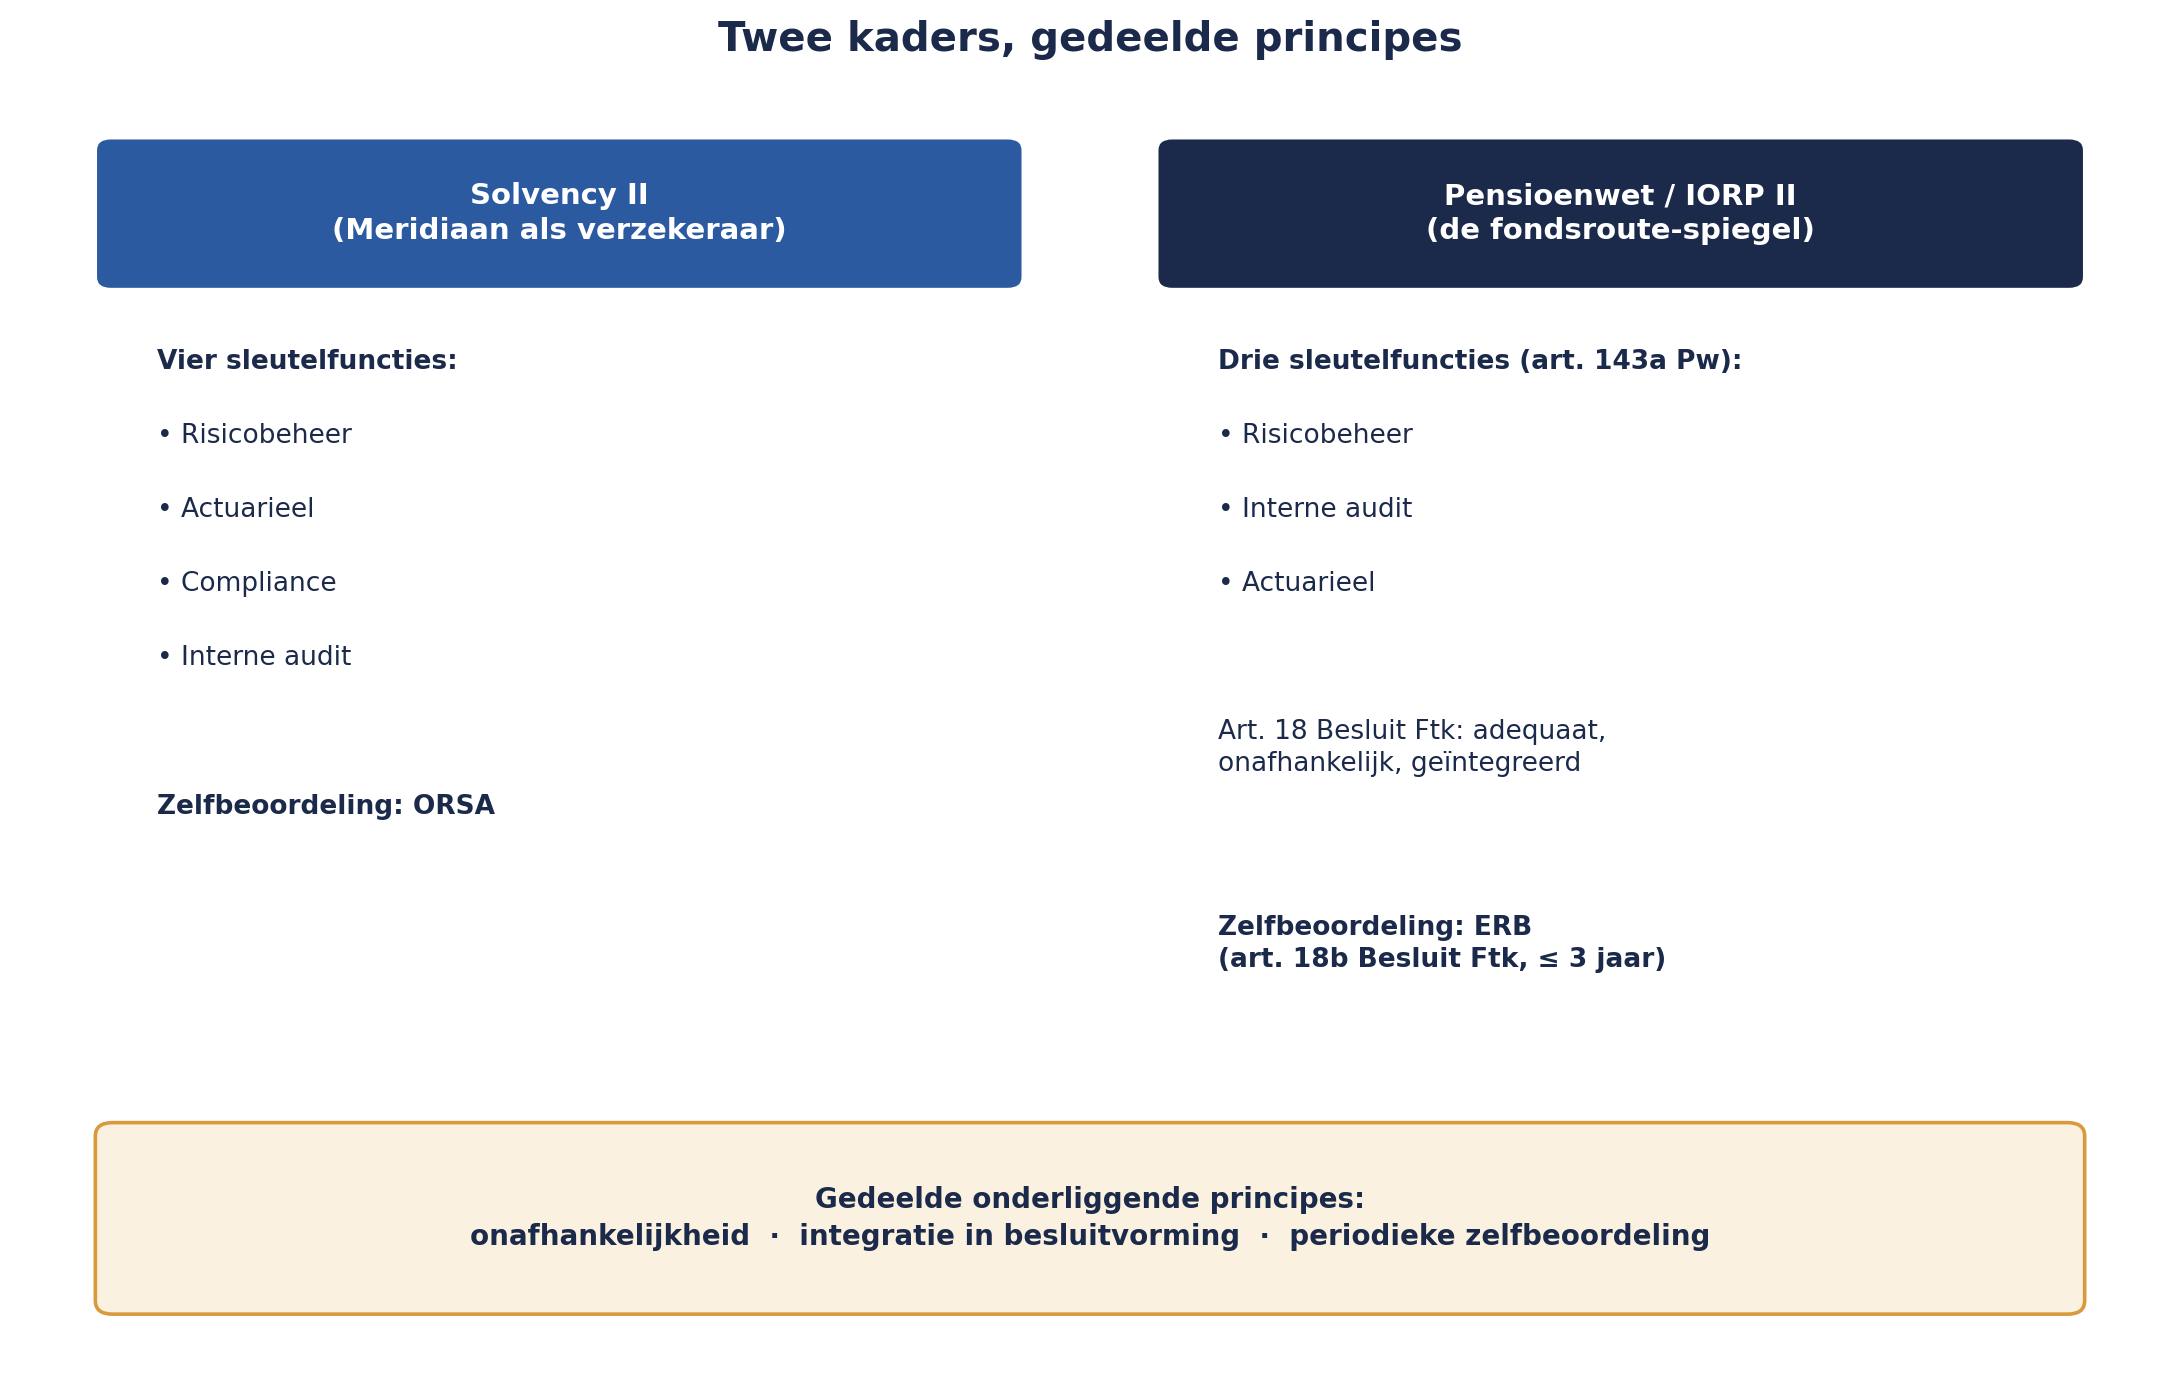 Twee kaders, gedeelde principes
Solvency II
(Meridiaan als verzekeraar)
Vier sleutelfuncties:
• Risicobeheer
• Actuarieel
• Compliance
• Interne audit
Zelfbeoordeling: ORSA
Pensioenwet / IORP II
(de fondsroute-spiegel)
Drie sleutelfuncties (art. 143a Pw):
• Risicobeheer
• Interne audit
• Actuarieel
Art. 18 Besluit Ftk: adequaat,
onafhankelijk, geïntegreerd
Zelfbeoordeling: ERB
(art. 18b Besluit Ftk, ≤ 3 jaar)
Gedeelde onderliggende principes:
onafhankelijkheid · integratie in besluitvorming · periodieke zelfbeoordeling